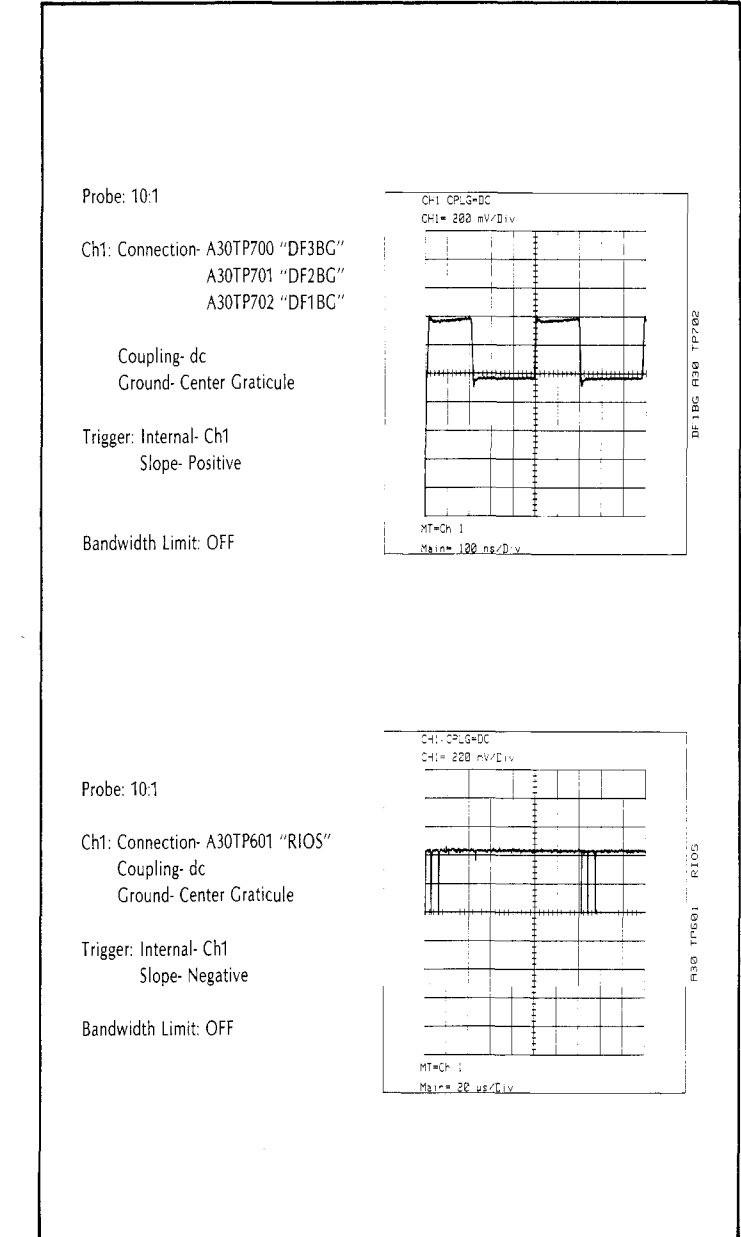 Probe: 10:1
Ch1: Connection- A30TP700 "DF3BG"
A30TP701 "DF2BG"
A30TP702 "DF1BG"
Coupling- dc
Ground- Center Graticule
Trigger: Internal- Ch1
Slope- Positive
Bandwidth Limit: OFF
CH1 CPLG=DC
CH1= 200 mV/Div
MT=Ch 1
Main= 100 ns/Div
DF1BG A30 TP702
Probe: 10:1
Ch1: Connection- A30TP601 "RIOS"
Coupling- dc
Ground- Center Graticule
Trigger: Internal- Ch1
Slope- Negative
Bandwidth Limit: OFF
CH1 CPLG=DC
CH1= 220 mV/Div
MT=Ch 1
Main= 20 µs/Div
A30 TP601 RIOS